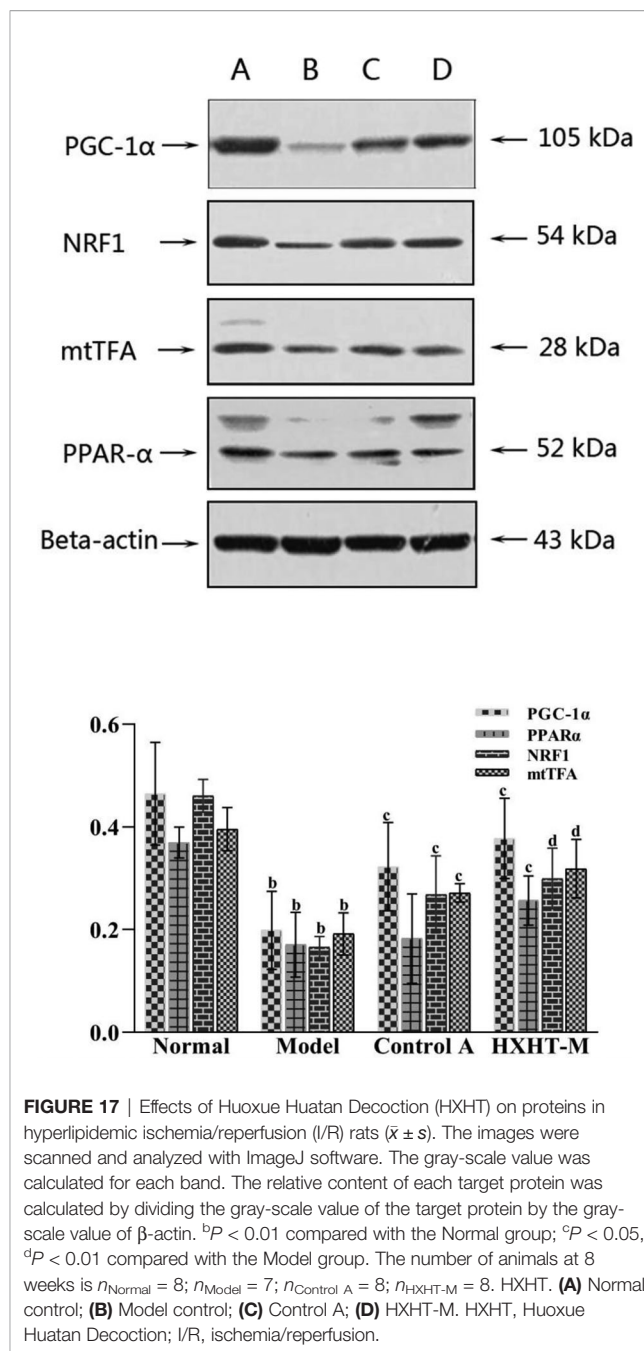 A B C D
PGC-1α 105 kDa
NRF1 54 kDa
mtTFA 28 kDa
PPAR-α 52 kDa
Beta-actin 43 kDa
0.6
0.4
0.2
0.0
PGC-1α
PPARα
NRF1
mtTFA
b b b b
c c c
c c d d
Normal Model Control A HXHT-M
FIGURE 17 | Effects of Huoxue Huatan Decoction (HXHT) on proteins in
hyperlipidemic ischemia/reperfusion (I/R) rats (x̄ ± s). The images were
scanned and analyzed with ImageJ software. The gray-scale value was
calculated for each band. The relative content of each target protein was
calculated by dividing the gray-scale value of the target protein by the gray-
scale value of β-actin. ᵇP < 0.01 compared with the Normal group; ᶜP < 0.05,
ᵈP < 0.01 compared with the Model group. The number of animals at 8
weeks is nNormal = 8; nModel = 7; nControl A = 8; nHXHT-M = 8. HXHT. (A) Normal
control; (B) Model control; (C) Control A; (D) HXHT-M. HXHT, Huoxue
Huatan Decoction; I/R, ischemia/reperfusion.